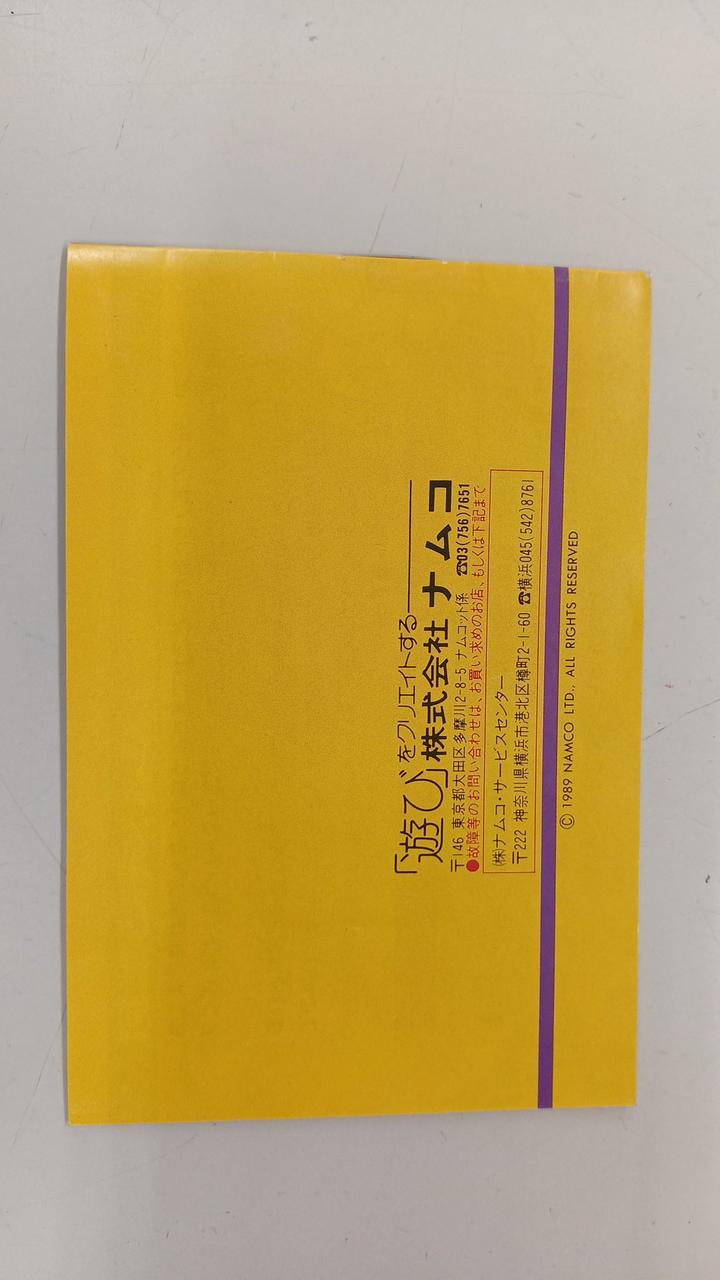 「遊び」をクリエイトする
株式会社ナムコ
〒146 東京都大田区多摩川2-8-5 ナムコット係 ☎03(756)7651
●故障等のお問い合わせは、お買い求めのお店、もしくは下記まで
(株)ナムコ・サービスセンター
〒222 神奈川県横浜市港北区樽町2-1-60 ☎横浜045(542)8761
© 1989 NAMCO LTD., ALL RIGHTS RESERVED